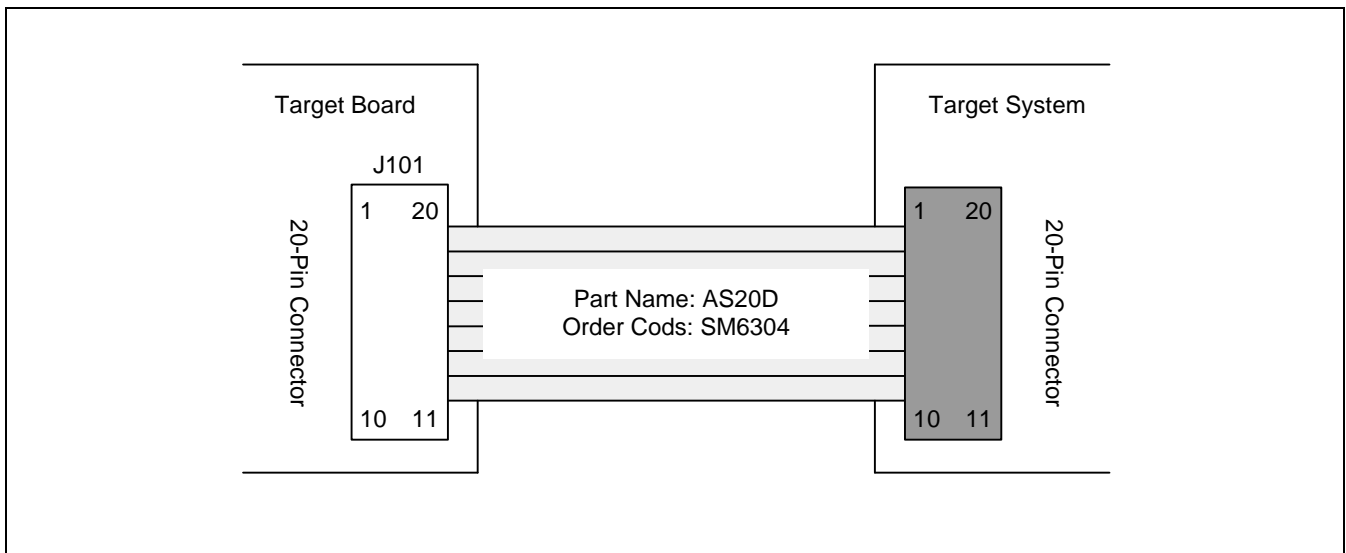 Target Board
Target System
J101
1 20
1 20
20-Pin Connector
20-Pin Connector
Part Name: AS20D
Order Cods: SM6304
10 11
10 11